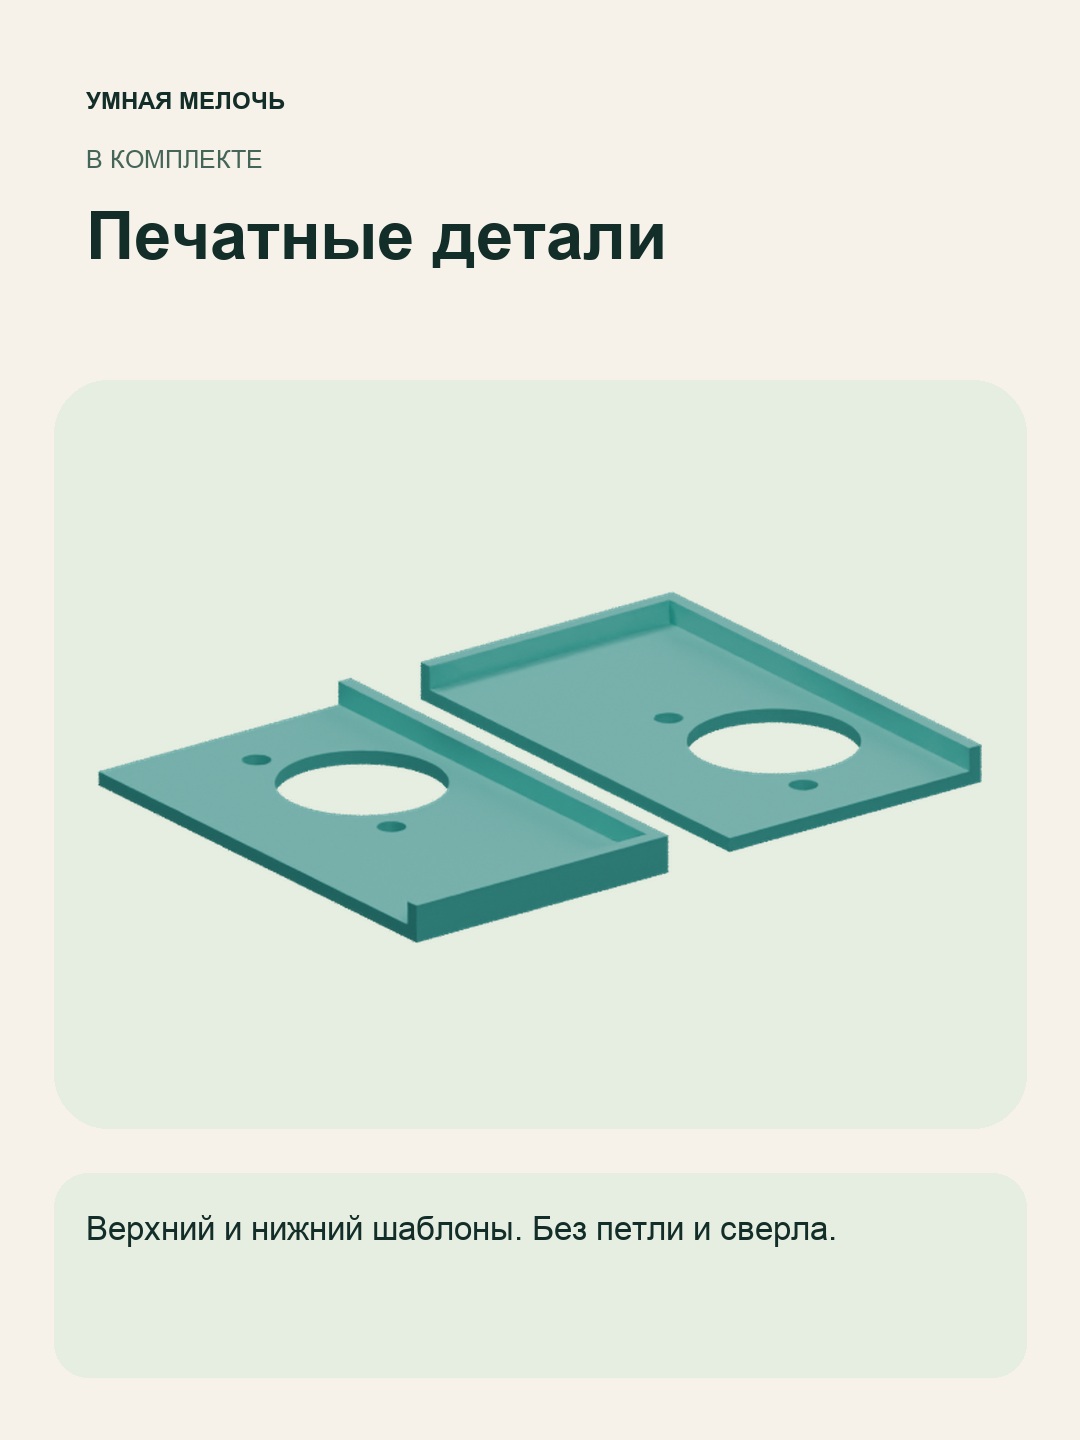 УМНАЯ МЕЛОЧЬ
В КОМПЛЕКТЕ
Печатные детали
Верхний и нижний шаблоны. Без петли и сверла.